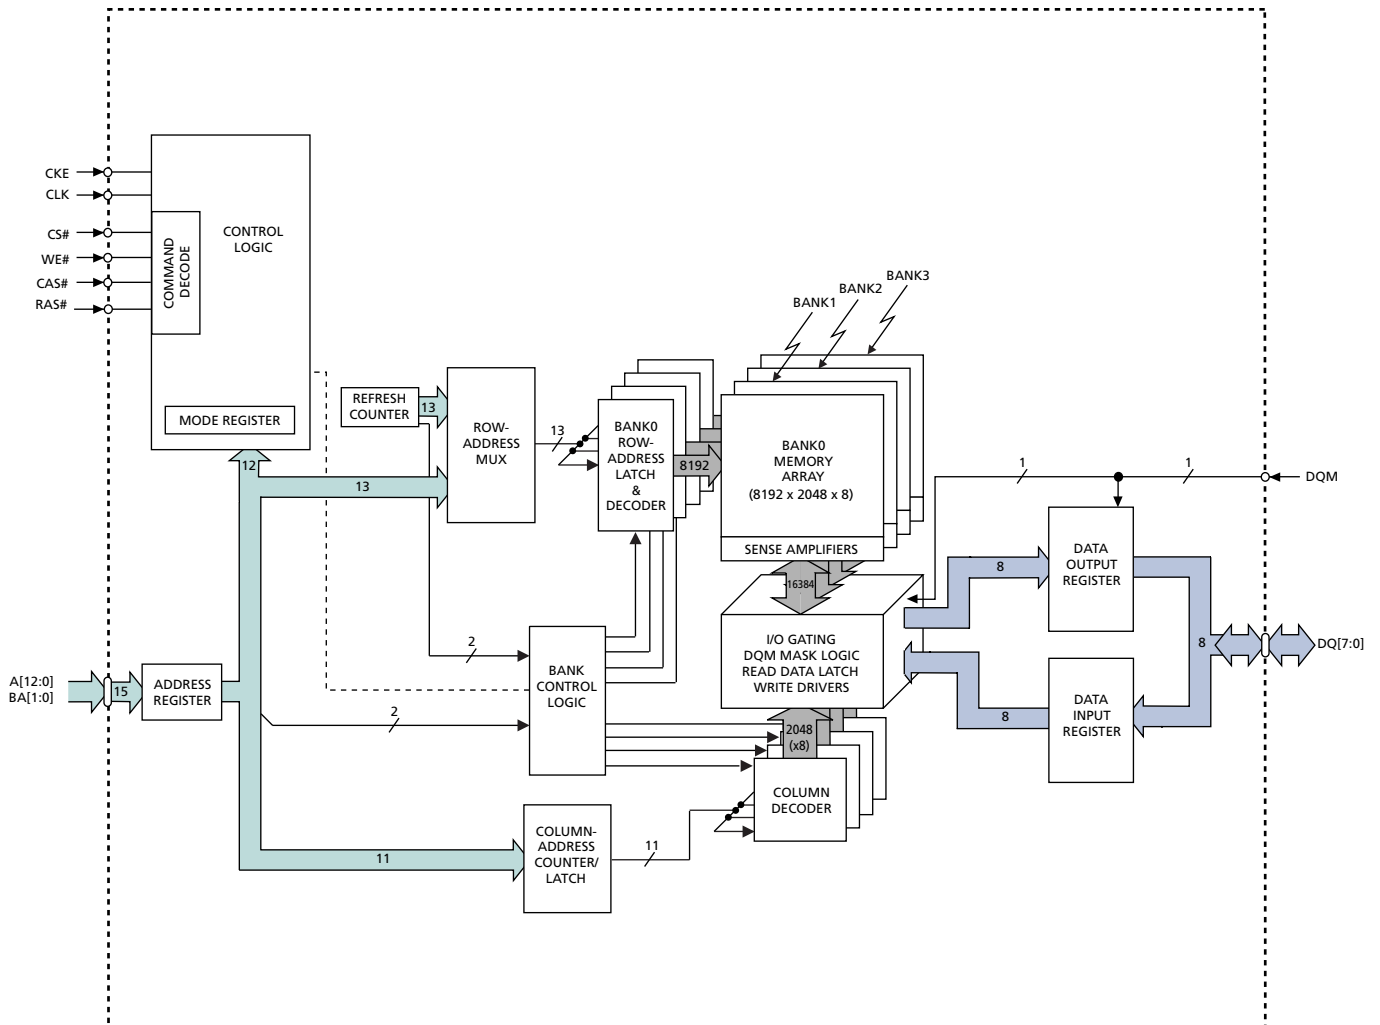 CKE
CLK
CS#
WE#
CAS#
RAS#
COMMAND
DECODE
CONTROL
LOGIC
MODE REGISTER
12
REFRESH
COUNTER
13
13
ROW-
ADDRESS
MUX
13
BANK0
ROW-
ADDRESS
LATCH
&
DECODER
8192
BANK1
BANK2
BANK3
BANK0
MEMORY
ARRAY
(8192 x 2048 x 8)
SENSE AMPLIFIERS
16384
I/O GATING
DQM MASK LOGIC
READ DATA LATCH
WRITE DRIVERS
2048
(x8)
COLUMN
DECODER
1
1
DQM
DATA
OUTPUT
REGISTER
8
8
DQ[7:0]
DATA
INPUT
REGISTER
8
A[12:0]
BA[1:0]
15
ADDRESS
REGISTER
2
2
BANK
CONTROL
LOGIC
11
COLUMN-
ADDRESS
COUNTER/
LATCH
11